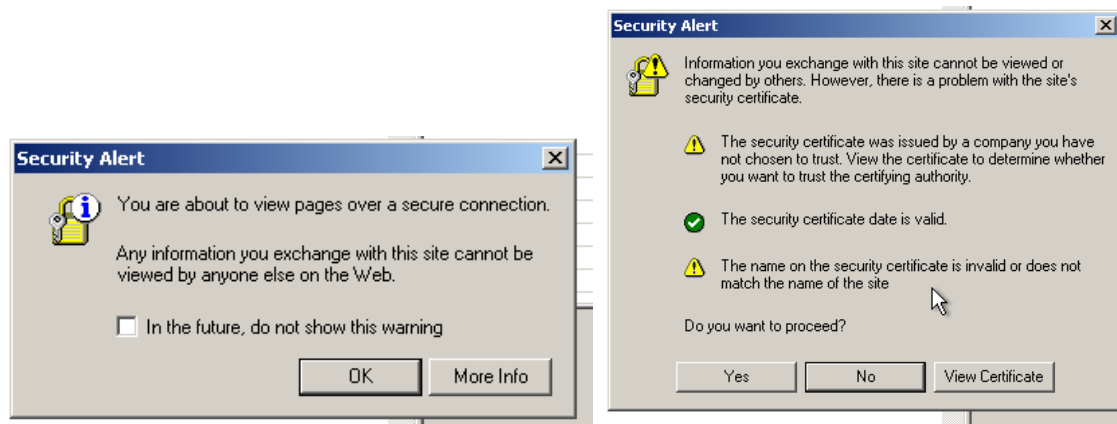 Security Alert
You are about to view pages over a secure connection.
Any information you exchange with this site cannot be
viewed by anyone else on the Web.
In the future, do not show this warning
OK
More Info
Security Alert
Information you exchange with this site cannot be viewed or
changed by others. However, there is a problem with the site's
security certificate.
The security certificate was issued by a company you have
not chosen to trust. View the certificate to determine whether
you want to trust the certifying authority.
The security certificate date is valid.
The name on the security certificate is invalid or does not
match the name of the site
Do you want to proceed?
Yes
No
View Certificate